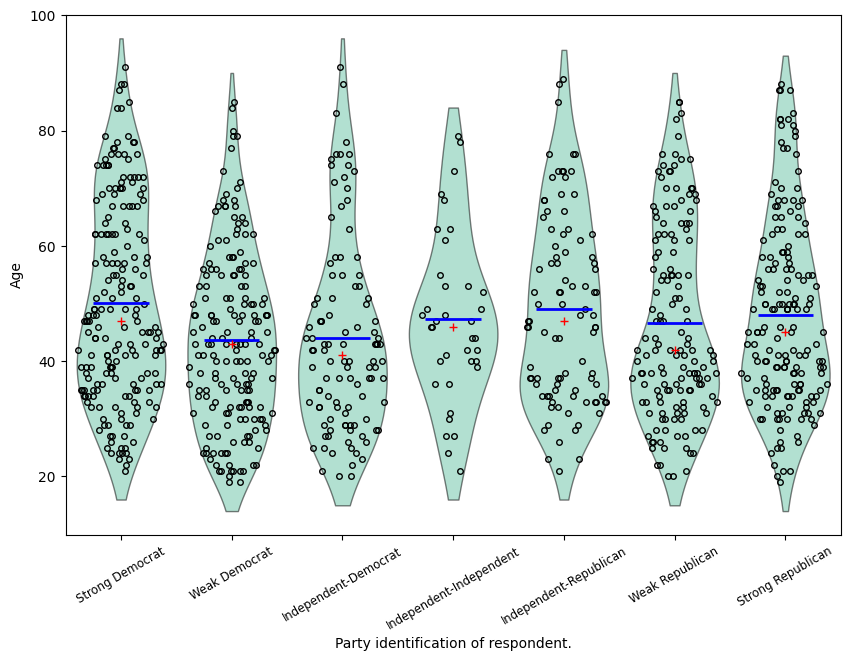 100
80
60
40
20
Age
Strong Democrat
Weak Democrat
Independent-Democrat
Independent-Independent
Independent-Republican
Weak Republican
Strong Republican
Party identification of respondent.